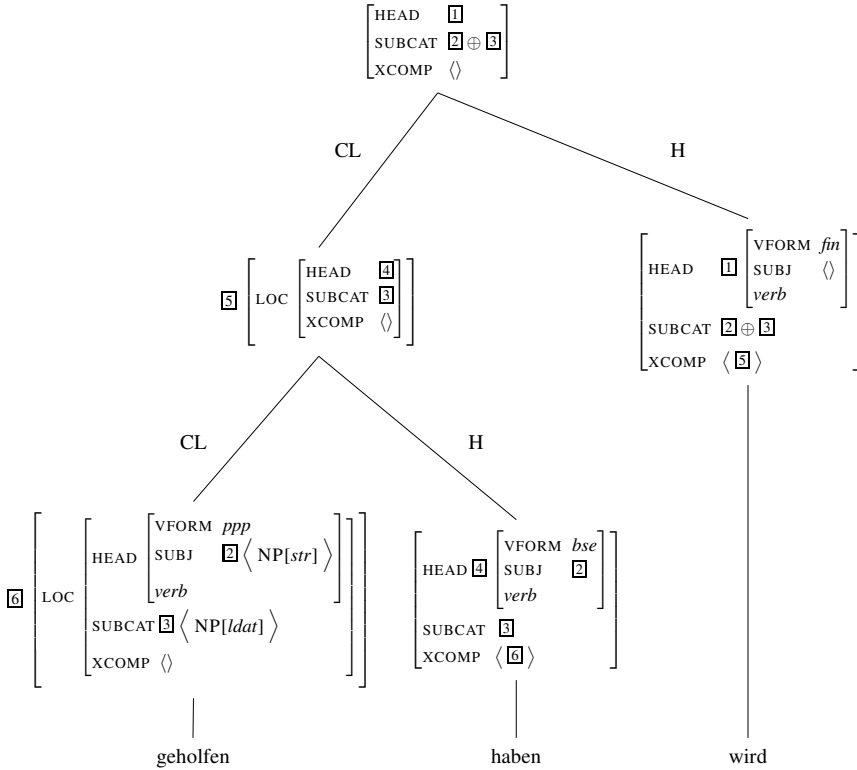 HEAD 1
SUBCAT 2 ⊕ 3
XCOMP ⟨⟩
CL H
5 LOC HEAD 4
SUBCAT 3
XCOMP ⟨⟩
HEAD 1 VFORM fin
SUBJ ⟨⟩
verb
SUBCAT 2 ⊕ 3
XCOMP ⟨ 5 ⟩
CL H
6 LOC HEAD VFORM ppp
SUBJ 2 ⟨ NP[str] ⟩
verb
SUBCAT 3 ⟨ NP[ldat] ⟩
XCOMP ⟨⟩
HEAD 4 VFORM bse
SUBJ 2
verb
SUBCAT 3
XCOMP ⟨ 6 ⟩
geholfen haben wird